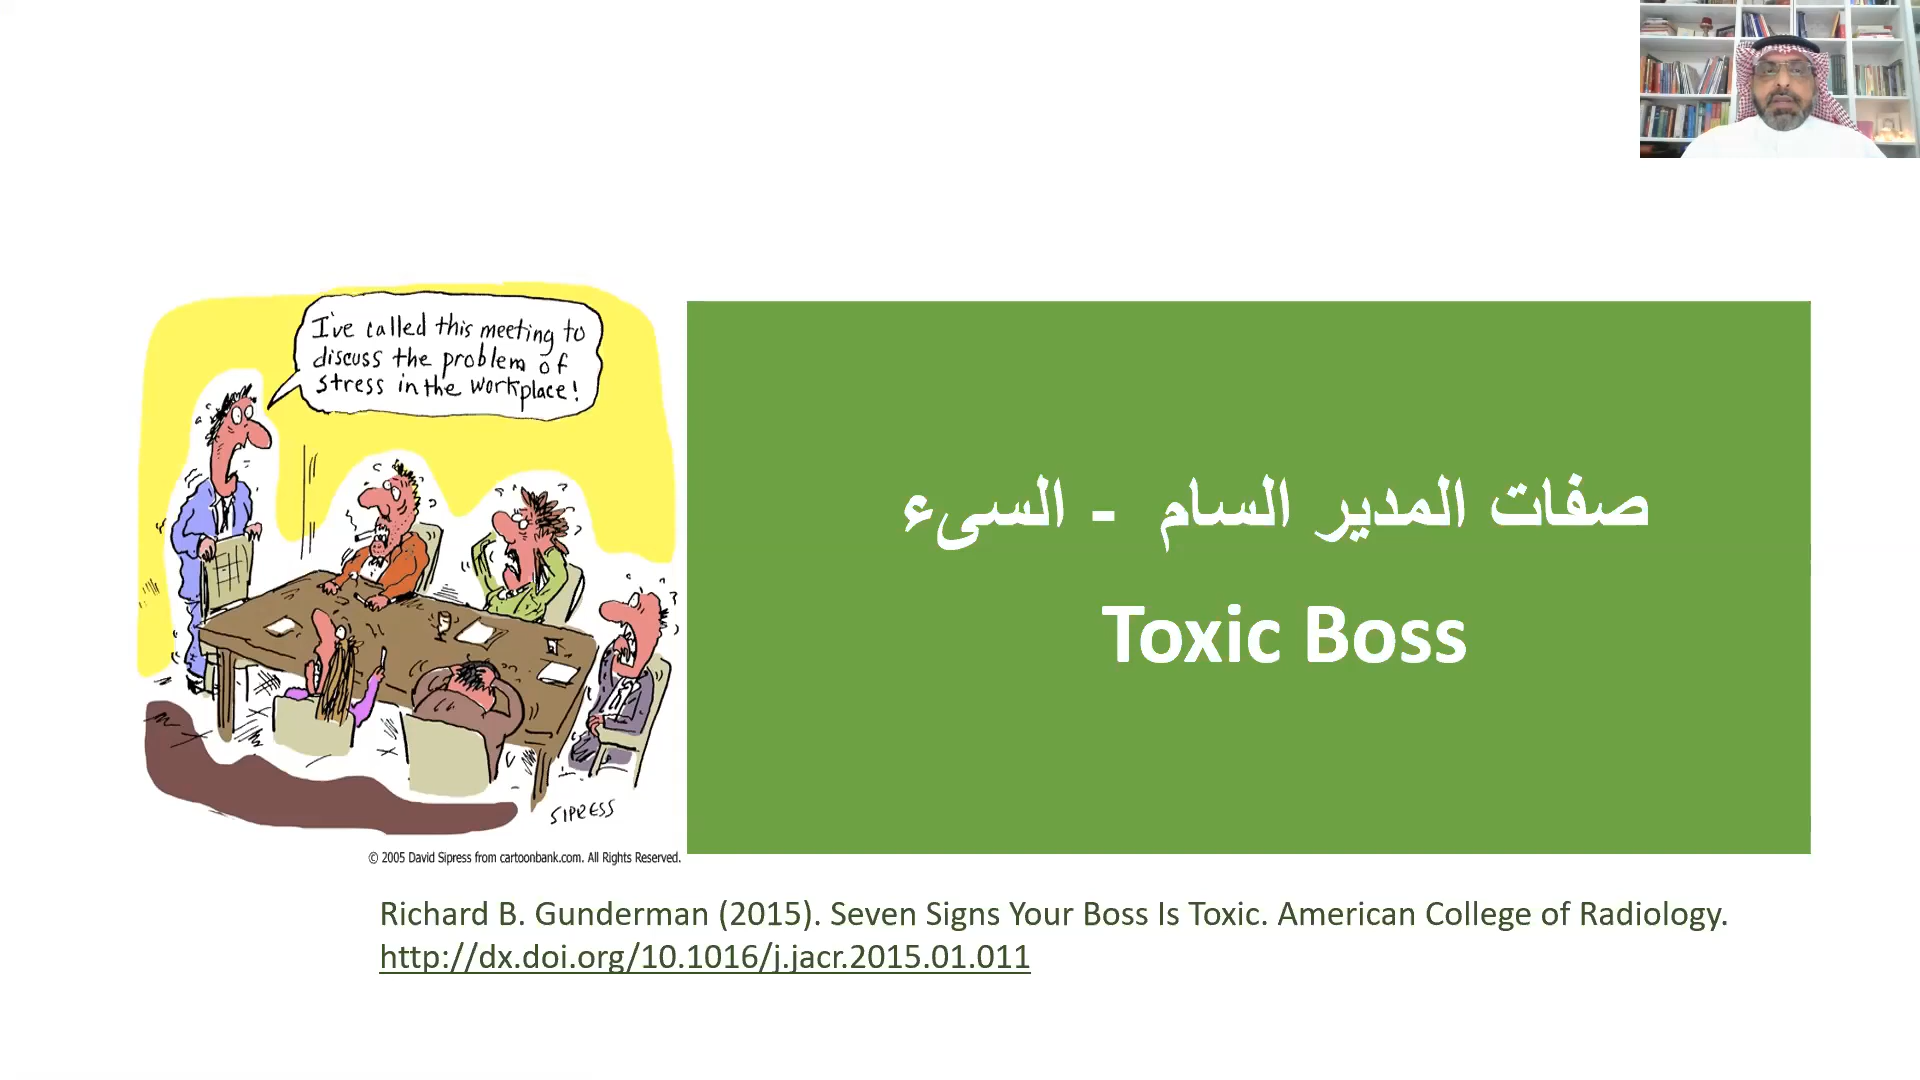 I've called this meeting to
discuss the problem of
stress in the workplace!
SIPRESS
© 2005 David Sipress from cartoonbank.com. All Rights Reserved.
صفات المدير السام - السىء
Toxic Boss
Richard B. Gunderman (2015). Seven Signs Your Boss Is Toxic. American College of Radiology.
http://dx.doi.org/10.1016/j.jacr.2015.01.011